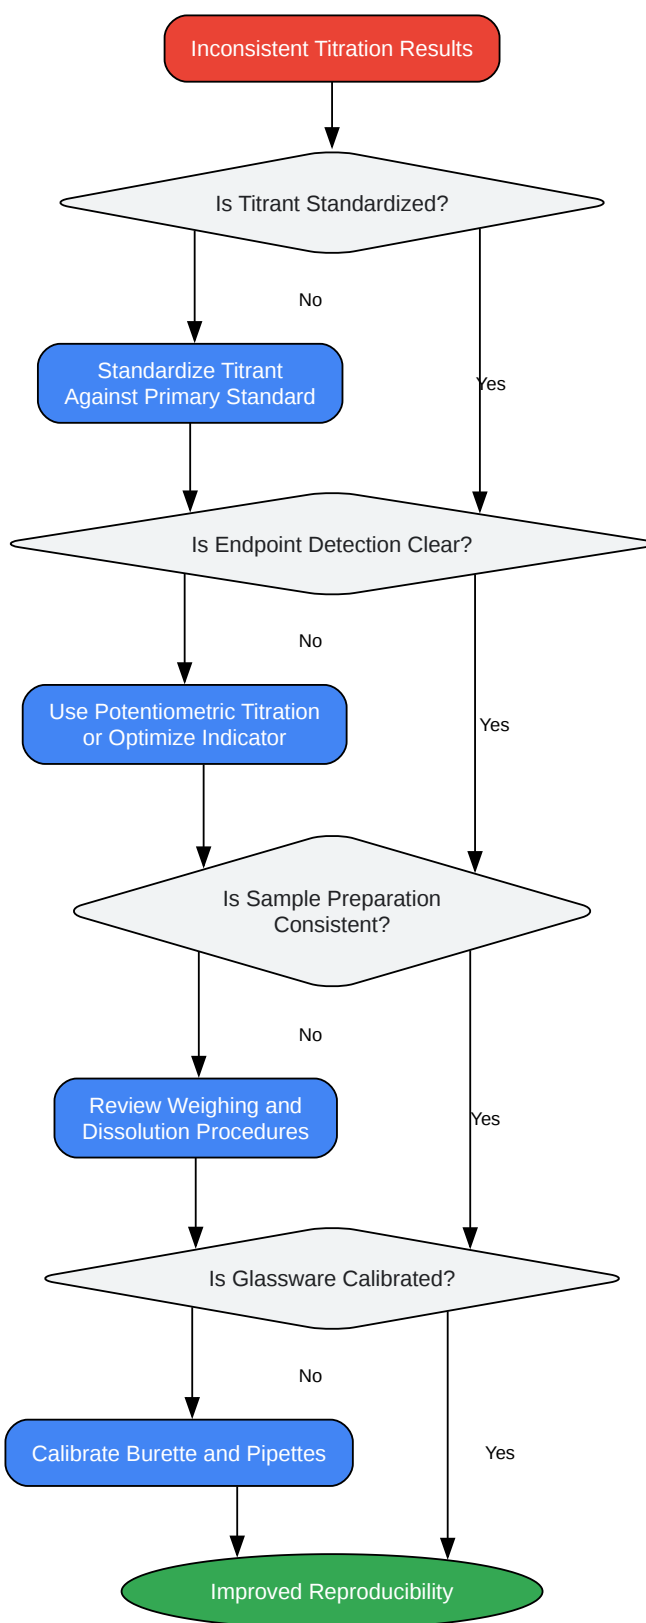 Inconsistent Titration Results
Is Titrant Standardized?
No
Standardize Titrant
Against Primary Standard
Yes
Is Endpoint Detection Clear?
No
Use Potentiometric Titration
or Optimize Indicator
Yes
Is Sample Preparation
Consistent?
No
Review Weighing and
Dissolution Procedures
Yes
Is Glassware Calibrated?
No
Calibrate Burette and Pipettes
Yes
Improved Reproducibility